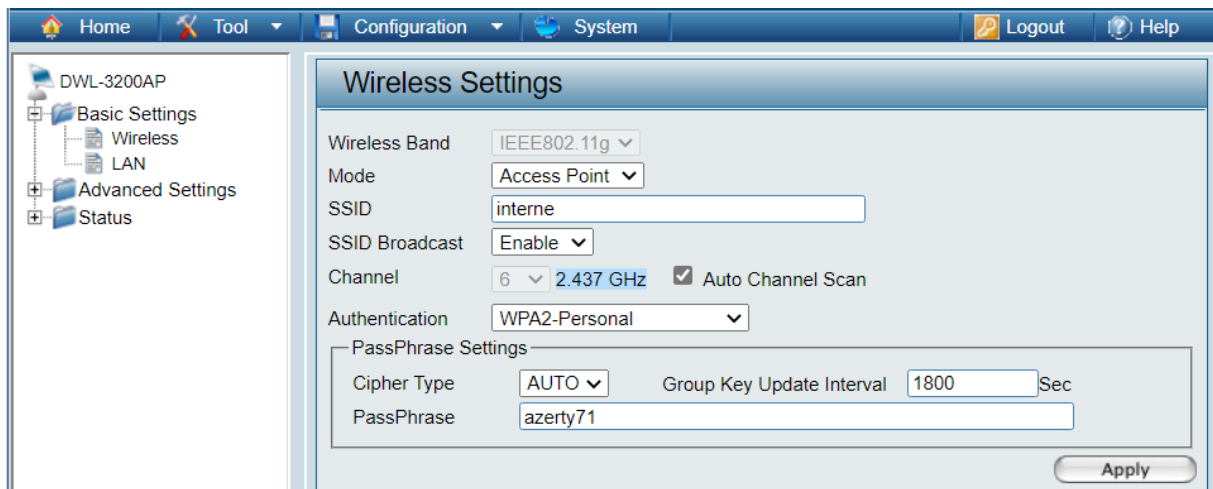 Home Tool Configuration System Logout Help
DWL-3200AP
Basic Settings
Wireless
LAN
Advanced Settings
Status
Wireless Settings
Wireless Band IEEE802.11g
Mode Access Point
SSID interne
SSID Broadcast Enable
Channel 6 2.437 GHz Auto Channel Scan
Authentication WPA2-Personal
PassPhrase Settings
Cipher Type AUTO Group Key Update Interval 1800 Sec
PassPhrase azerty71
Apply